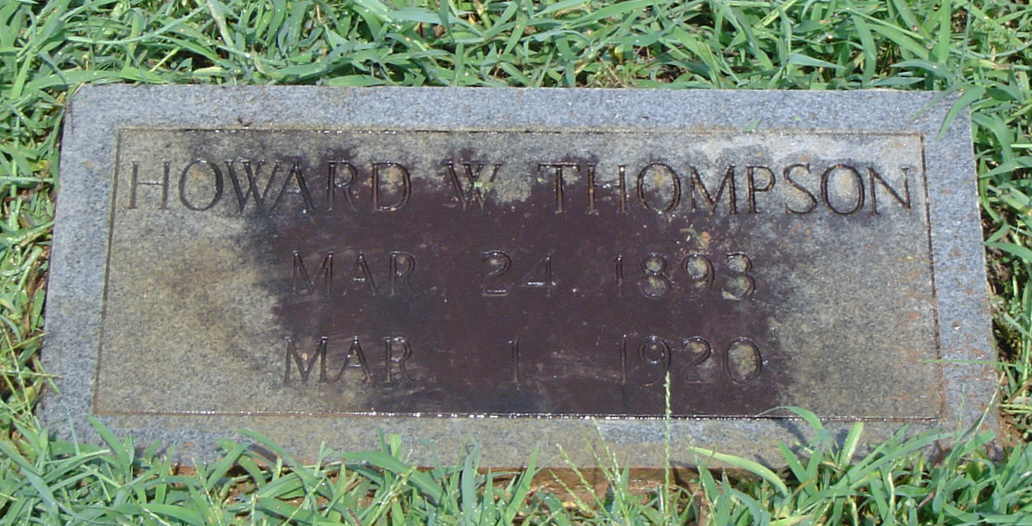 HOWARD W THOMPSON
MAR 24 1893
MAR 1 1920